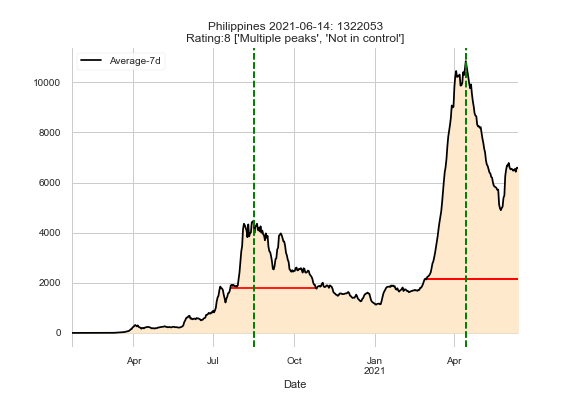 Philippines 2021-06-14: 1322053
Rating:8 ['Multiple peaks', 'Not in control']
Average-7d
10000
8000
6000
4000
2000
0
Apr
Jul
Oct
Jan
2021
Apr
Date